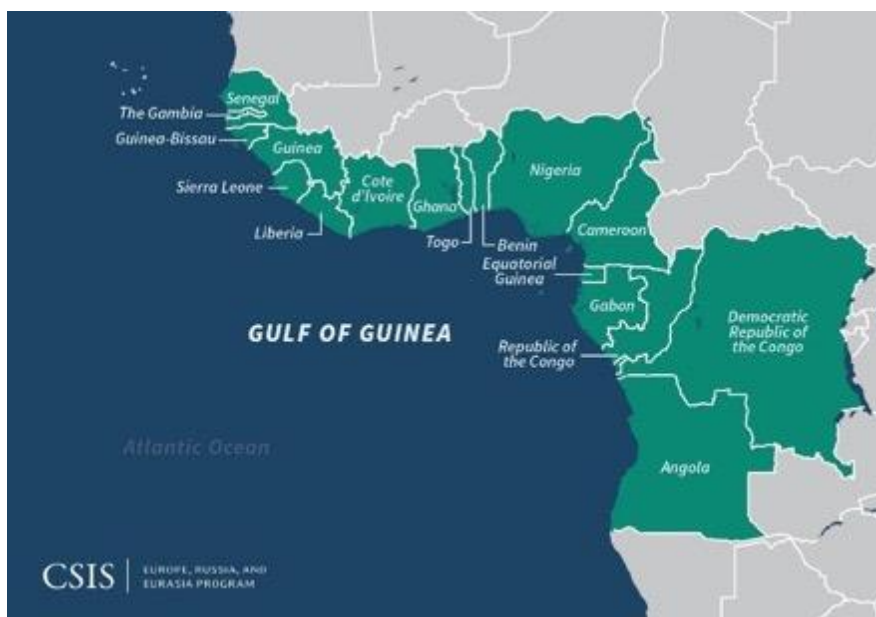 Senegal
The Gambia
Guinea-Bissau
Guinea
Sierra Leone
Liberia
Cote
d'Ivoire
Ghana
Togo
Benin
Nigeria
Cameroon
Equatorial
Guinea
Gabon
Republic of
the Congo
Democratic
Republic of
the Congo
Angola
GULF OF GUINEA
Atlantic Ocean
CSIS
EUROPE, RUSSIA, AND
EURASIA PROGRAM